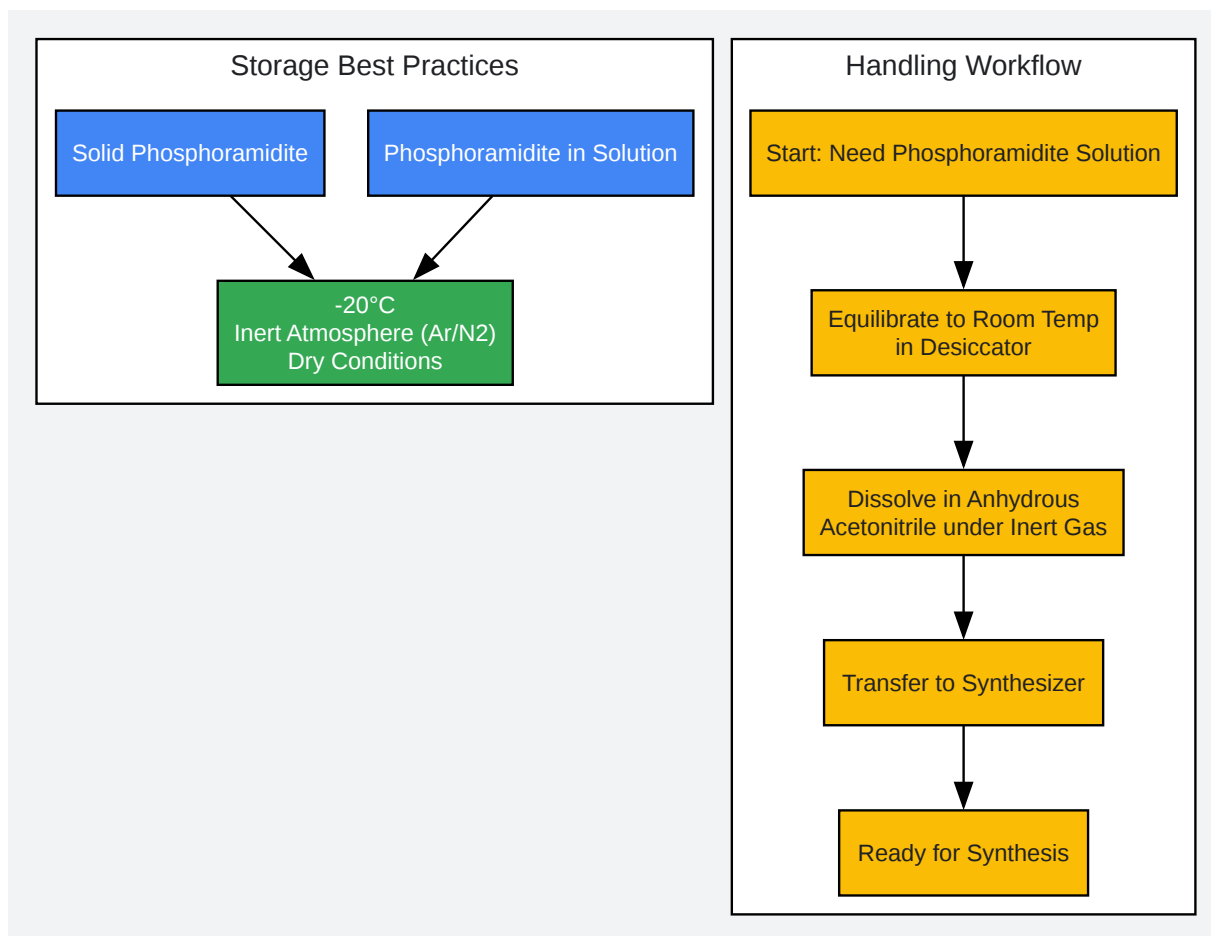 Storage Best Practices
Solid Phosphoramidite
Phosphoramidite in Solution
-20°C
Inert Atmosphere (Ar/N2)
Dry Conditions
Handling Workflow
Start: Need Phosphoramidite Solution
Equilibrate to Room Temp
in Desiccator
Dissolve in Anhydrous
Acetonitrile under Inert Gas
Transfer to Synthesizer
Ready for Synthesis